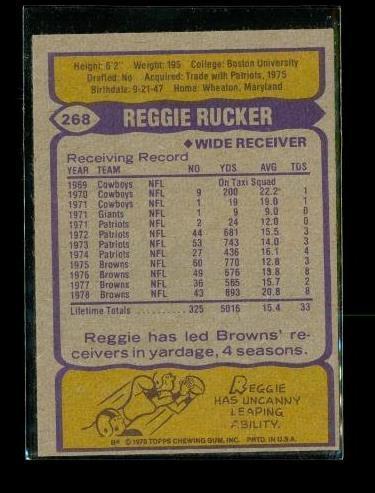 Height: 6'2" Weight: 195 College: Boston University
Drafted: No Acquired: Trade with Patriots, 1975
Birthdate: 9-21-47 Home: Wheaton, Maryland
268 REGGIE RUCKER
◆ WIDE RECEIVER
Receiving Record
YEAR TEAM NO YDS AVG TDS
1969 Cowboys NFL On Taxi Squad
1970 Cowboys NFL 9 200 22.2 1
1971 Cowboys NFL 1 19 19.0 1
1971 Giants NFL 1 9 9.0 0
1971 Patriots NFL 2 24 12.0 0
1972 Patriots NFL 44 681 15.5 3
1973 Patriots NFL 53 743 14.0 3
1974 Patriots NFL 27 436 16.1 4
1975 Browns NFL 60 770 12.8 3
1976 Browns NFL 49 676 13.8 8
1977 Browns NFL 36 565 15.7 2
1978 Browns NFL 43 893 20.8 8
Lifetime Totals .......... 325 5016 15.4 33
Reggie has led Browns' re-
ceivers in yardage, 4 seasons.
REGGIE
HAS UNCANNY
LEAPING
ABILITY.
© 1979 TOPPS CHEWING GUM, INC. PRTD. IN U.S.A.